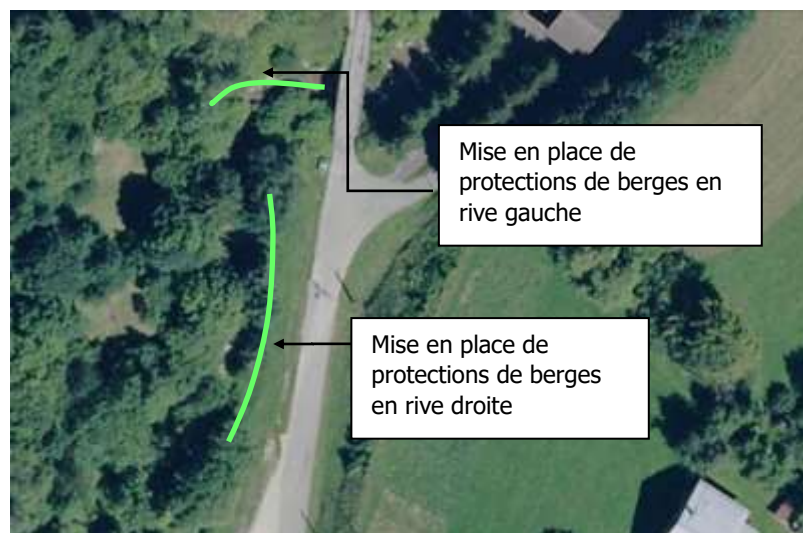 Mise en place de
protections de berges en
rive gauche
Mise en place de
protections de berges
en rive droite